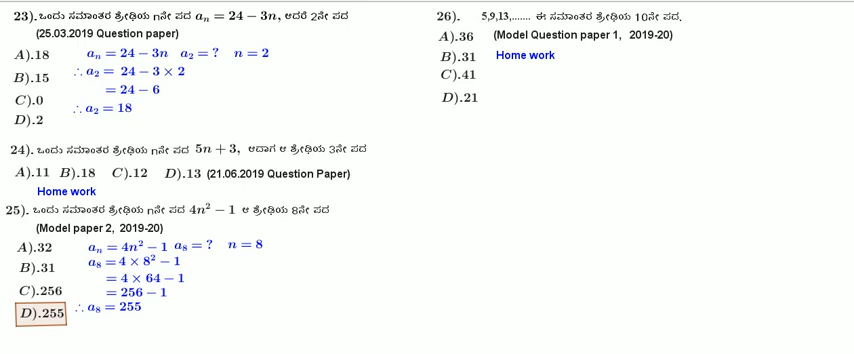 23). ಒಂದು ಸಮಾಂತರ ಶ್ರೇಢಿಯ nನೇ ಪದ aₙ = 24 − 3n, ಆದರೆ 2ನೇ ಪದ
(25.03.2019 Question paper)
A).18 aₙ = 24 − 3n a₂ = ? n = 2
B).15 ∴ a₂ = 24 − 3 × 2
= 24 − 6
C).0
∴ a₂ = 18
D).2
24). ಒಂದು ಸಮಾಂತರ ಶ್ರೇಢಿಯ nನೇ ಪದ 5n + 3, ಆದಾಗ ಆ ಶ್ರೇಢಿಯ 3ನೇ ಪದ
A).11 B).18 C).12 D).13 (21.06.2019 Question Paper)
Home work
25). ಒಂದು ಸಮಾಂತರ ಶ್ರೇಢಿಯ nನೇ ಪದ 4n² − 1 ಆ ಶ್ರೇಢಿಯ 8ನೇ ಪದ
(Model paper 2, 2019-20)
A).32 aₙ = 4n² − 1 a₈ = ? n = 8
B).31 a₈ = 4 × 8² − 1
= 4 × 64 − 1
C).256 = 256 − 1
D).255 ∴ a₈ = 255
26). 5,9,13,....... ಈ ಸಮಾಂತರ ಶ್ರೇಢಿಯ 10ನೇ ಪದ.
A).36 (Model Question paper 1, 2019-20)
B).31 Home work
C).41
D).21